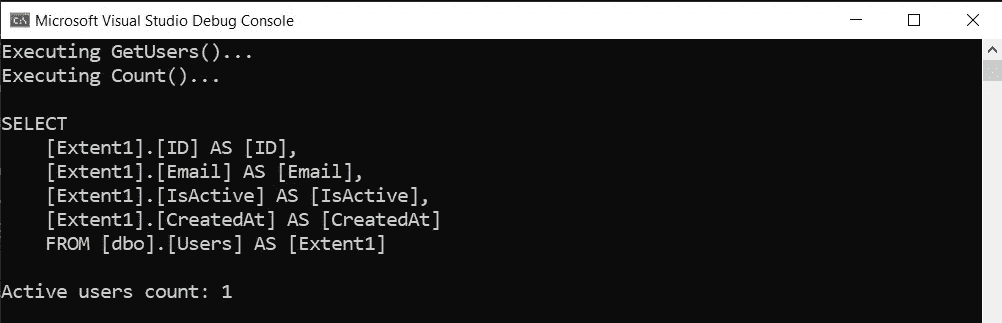 Microsoft Visual Studio Debug Console
Executing GetUsers()...
Executing Count()...
SELECT
[Extent1].[ID] AS [ID],
[Extent1].[Email] AS [Email],
[Extent1].[IsActive] AS [IsActive],
[Extent1].[CreatedAt] AS [CreatedAt]
FROM [dbo].[Users] AS [Extent1]
Active users count: 1